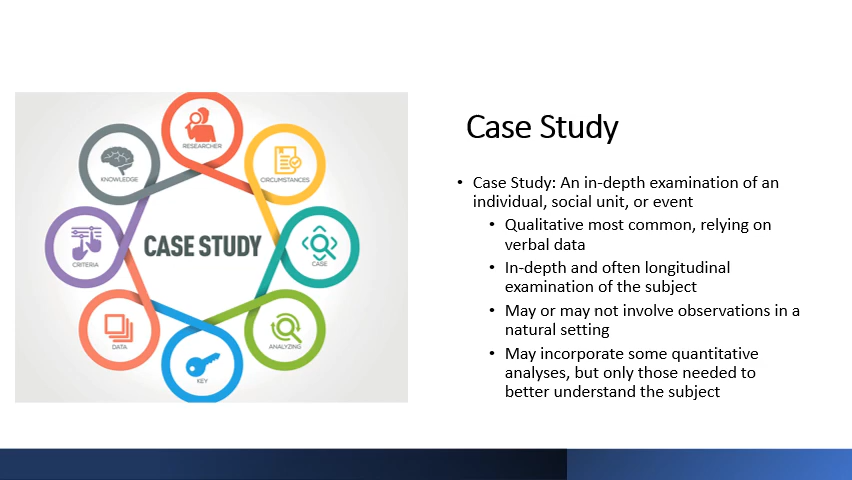 RESEARCHER
KNOWLEDGE
CIRCUMSTANCES
CRITERIA
CASE STUDY
CASE
DATA
ANALYZING
KEY
Case Study
• Case Study: An in-depth examination of an
individual, social unit, or event
• Qualitative most common, relying on
verbal data
• In-depth and often longitudinal
examination of the subject
• May or may not involve observations in a
natural setting
• May incorporate some quantitative
analyses, but only those needed to
better understand the subject